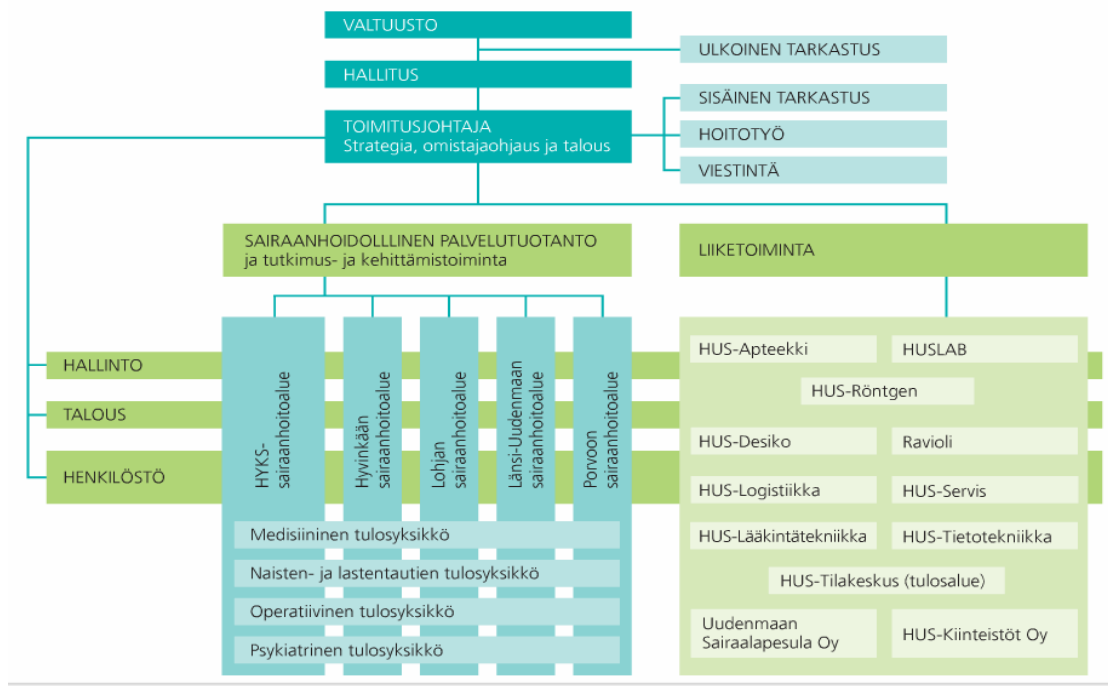 VALTUUSTO
ULKOINEN TARKASTUS
HALLITUS
SISÄINEN TARKASTUS
TOIMITUSJOHTAJA
Strategia, omistajaohjaus ja talous
HOITOTYÖ
VIESTINTÄ
SAIRAANHOIDOLLLINEN PALVELUTUOTANTO
ja tutkimus- ja kehittämistoiminta
LIIKETOIMINTA
HALLINTO
TALOUS
HENKILÖSTÖ
HYKS-
sairaanhoitoalue
Hyvinkään
sairaanhoitoalue
Lohjan
sairaanhoitoalue
Länsi-Uudenmaan
sairaanhoitoalue
Porvoon
sairaanhoitoalue
Medisiininen tulosyksikkö
Naisten- ja lastentautien tulosyksikkö
Operatiivinen tulosyksikkö
Psykiatrinen tulosyksikkö
HUS-Apteekki
HUSLAB
HUS-Röntgen
HUS-Desiko
Ravioli
HUS-Logistiikka
HUS-Servis
HUS-Lääkintätekniikka
HUS-Tietotekniikka
HUS-Tilakeskus (tulosalue)
Uudenmaan
Sairaalapesula Oy
HUS-Kiinteistöt Oy